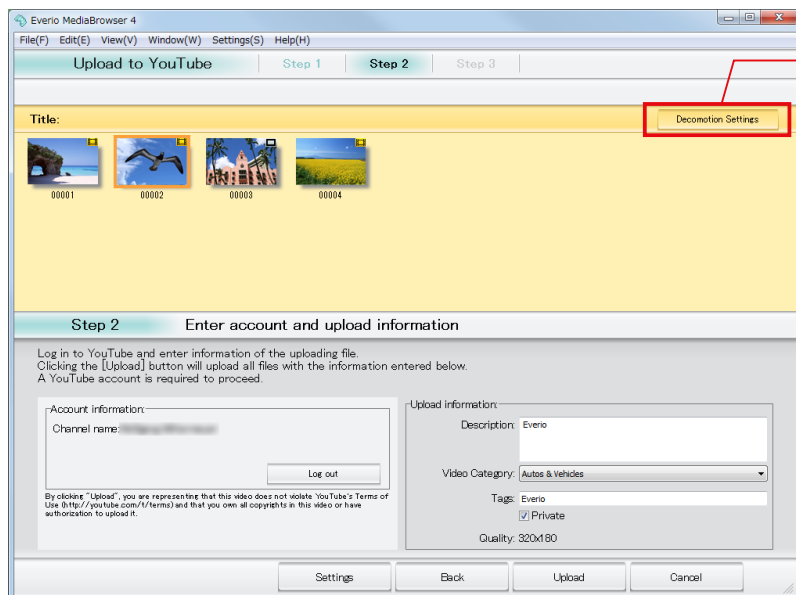 Everio MediaBrowser 4
File(F) Edit(E) View(V) Window(W) Settings(S) Help(H)
Upload to YouTube Step 1 Step 2 Step 3
Title:
Decomotion Settings
00001 00002 00003 00004
Step 2 Enter account and upload information
Log in to YouTube and enter information of the uploading file.
Clicking the [Upload] button will upload all files with the information entered below.
A YouTube account is required to proceed.
Account information:
Channel name:
Log out
By clicking "Upload", you are representing that this video does not violate YouTube's Terms of
Use (http://youtube.com/t/terms) and that you own all copyrights in this video or have
authorization to upload it.
Upload information:
Description: Everio
Video Category: Autos & Vehicles
Tags: Everio
Private
Quality: 320x180
Settings Back Upload Cancel